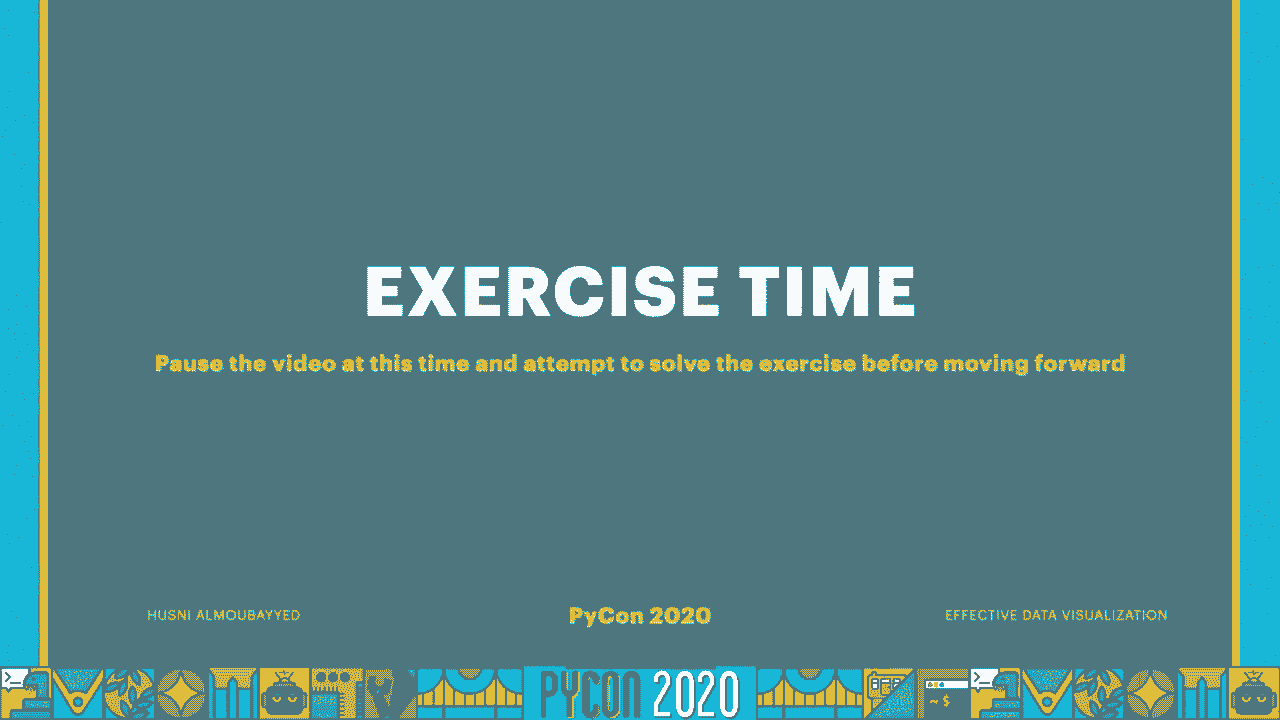 EXERCISE TIME
Pause the video at this time and attempt to solve the exercise before moving forward
HUSNI ALMOUBAYYED
PyCon 2020
EFFECTIVE DATA VISUALIZATION
PYCON 2020
~ $